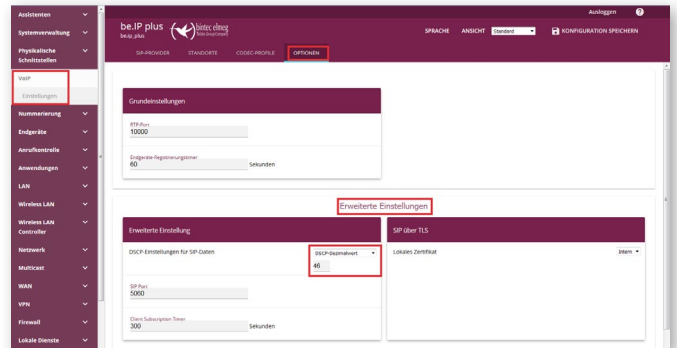 Assistenten
Systemverwaltung
Physikalische
Schnittstellen
VoIP
Einstellungen
Nummerierung
Endgeräte
Anrufkontrolle
Anwendungen
LAN
Wireless LAN
Wireless LAN
Controller
Netzwerk
Multicast
WAN
VPN
Firewall
Lokale Dienste
Ausloggen ?
be.IP plus
be.ip_plus
bintec elmeg
SPRACHE ANSICHT Standard KONFIGURATION SPEICHERN
SIP-PROVIDER STANDORTE CODEC-PROFILE OPTIONEN
Grundeinstellungen
RTP-Port
10000
Endgeräte-Registrierungstimer
60 Sekunden
Erweiterte Einstellungen
Erweiterte Einstellung
DSCP-Einstellungen für SIP-Daten DSCP-Dezimalwert
46
SIP Port
5060
Client Subscription Timer
300 Sekunden
SIP über TLS
Lokales Zertifikat Intern